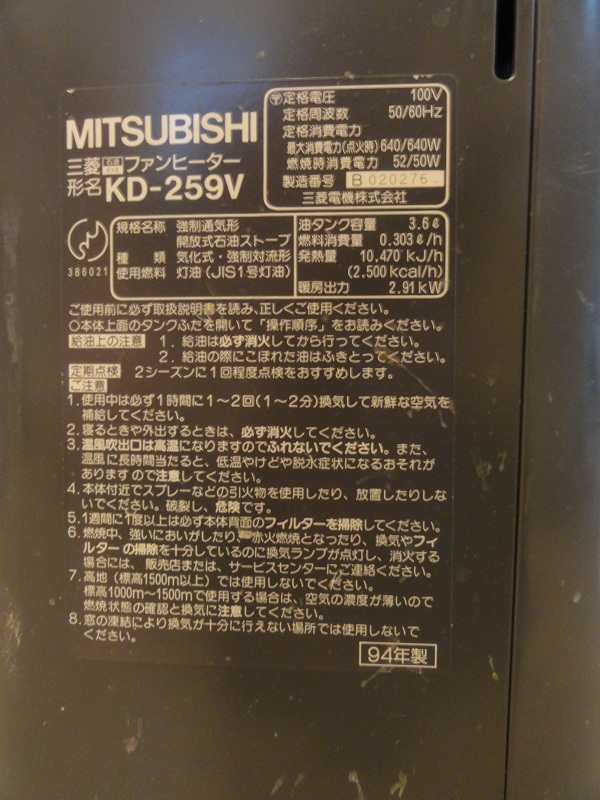 MITSUBISHI
三菱 石油 ファンヒーター
形名 KD-259V
〒定格電圧 100V
定格周波数 50/60Hz
定格消費電力
最大消費電力(点火時) 640/640W
燃焼時消費電力 52/50W
製造番号 B 020276.
三菱電機株式会社
386021
規格名称 強制通気形
開放式石油ストーブ
種類 気化式・強制対流形
使用燃料 灯油(JIS1号灯油)
油タンク容量 3.6ℓ
燃料消費量 0.303ℓ/h
発熱量 10.470 kJ/h
(2.500 kcal/h)
暖房出力 2.91kW
ご使用前に必ず取扱説明書を読み、正しくご使用ください。
○本体上面のタンクふたを開いて「操作順序」をお読みください。
給油上の注意 1. 給油は必ず消火してから行ってください。
2. 給油の際にこぼれた油はふきとってください。
定期点検 2シーズンに1回程度点検をおすすめします。
ご注意
1. 使用中は必ず1時間に1～2回(1～2分)換気して新鮮な空気を
補給してください。
2. 寝るときや外出するときは、必ず消火してください。
3. 温風吹出口は高温になりますのでふれないでください。また、
温風に長時間当たると、低温やけどや脱水症状になるおそれが
ありますので注意してください。
4. 本体付近でスプレーなどの引火物を使用したり、放置したりしな
いでください。破裂し、危険です。
5. 1週間に1度以上は必ず本体背面のフィルターを掃除してください。
6. 燃焼中、強いにおいがしたり、赤火燃焼となったり、換気やフィ
ルターの掃除を十分しているのに換気ランプが点灯し、消火する
場合には、販売店または、サービスセンターにご連絡ください。
7. 高地(標高1500m以上)では使用しないでください。
標高1000m～1500mで使用する場合は、空気の濃度が薄いので
燃焼状態の確認と換気に注意してください。
8. 窓の凍結により換気が十分に行えない場所では使用しないで
ください。
94年製